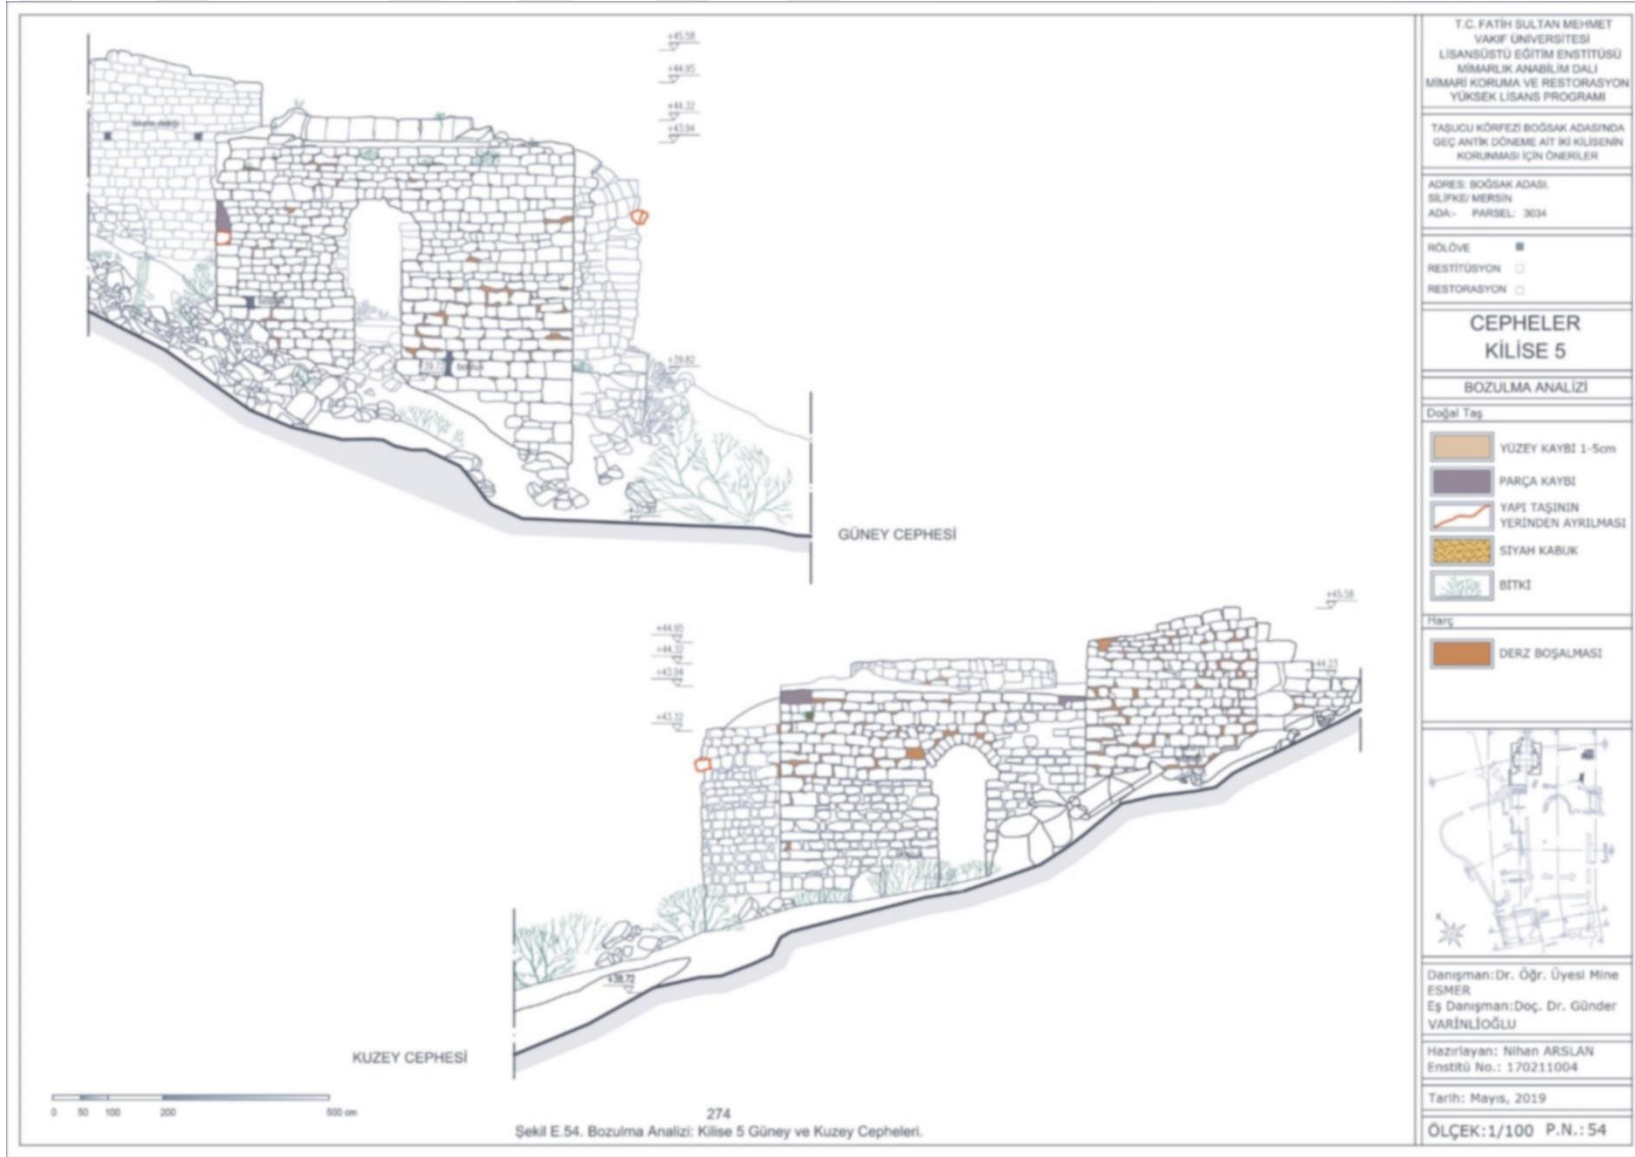 +45.58
+44.95
+44.32
+43.94
boşluk
+39.82
boşluk
GÜNEY CEPHESİ
+45.58
+44.95
+44.32
+43.94
+43.32
+38.72
KUZEY CEPHESİ
0 50 100 200 500 cm
274
Şekil E.54. Bozulma Analizi: Kilise 5 Güney ve Kuzey Cepheleri.
T.C. FATİH SULTAN MEHMET
VAKIF ÜNİVERSİTESİ
LİSANSÜSTÜ EĞİTİM ENSTİTÜSÜ
MİMARLIK ANABİLİM DALI
MİMARİ KORUMA VE RESTORASYON
YÜKSEK LİSANS PROGRAMI
TAŞUCU KÖRFEZİ BOĞSAK ADASI'NDA
GEÇ ANTİK DÖNEME AİT İKİ KİLİSENİN
KORUNMASI İÇİN ÖNERİLER
ADRES: BOĞSAK ADASI,
SİLİFKE/ MERSİN
ADA:- PARSEL: 3034
RÖLÖVE
RESTİTÜSYON
RESTORASYON
CEPHELER
KİLİSE 5
BOZULMA ANALİZİ
Doğal Taş
YÜZEY KAYBI 1-5cm
PARÇA KAYBI
YAPI TAŞININ
YERİNDEN AYRILMASI
SİYAH KABUK
BİTKİ
Harç
DERZ BOŞALMASI
Danışman:Dr. Öğr. Üyesi Mine
ESMER
Eş Danışman:Doç. Dr. Günder
VARİNLİOĞLU
Hazırlayan: Nihan ARSLAN
Enstitü No.: 170211004
Tarih: Mayıs, 2019
ÖLÇEK:1/100 P.N.: 54